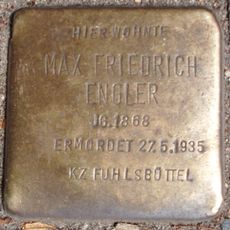 HIER WOHNTE
MAX FRIEDRICH
ENGLER
JG. 1868
ERMORDET 27.5.1935
KZ FUHLSBÜTTEL